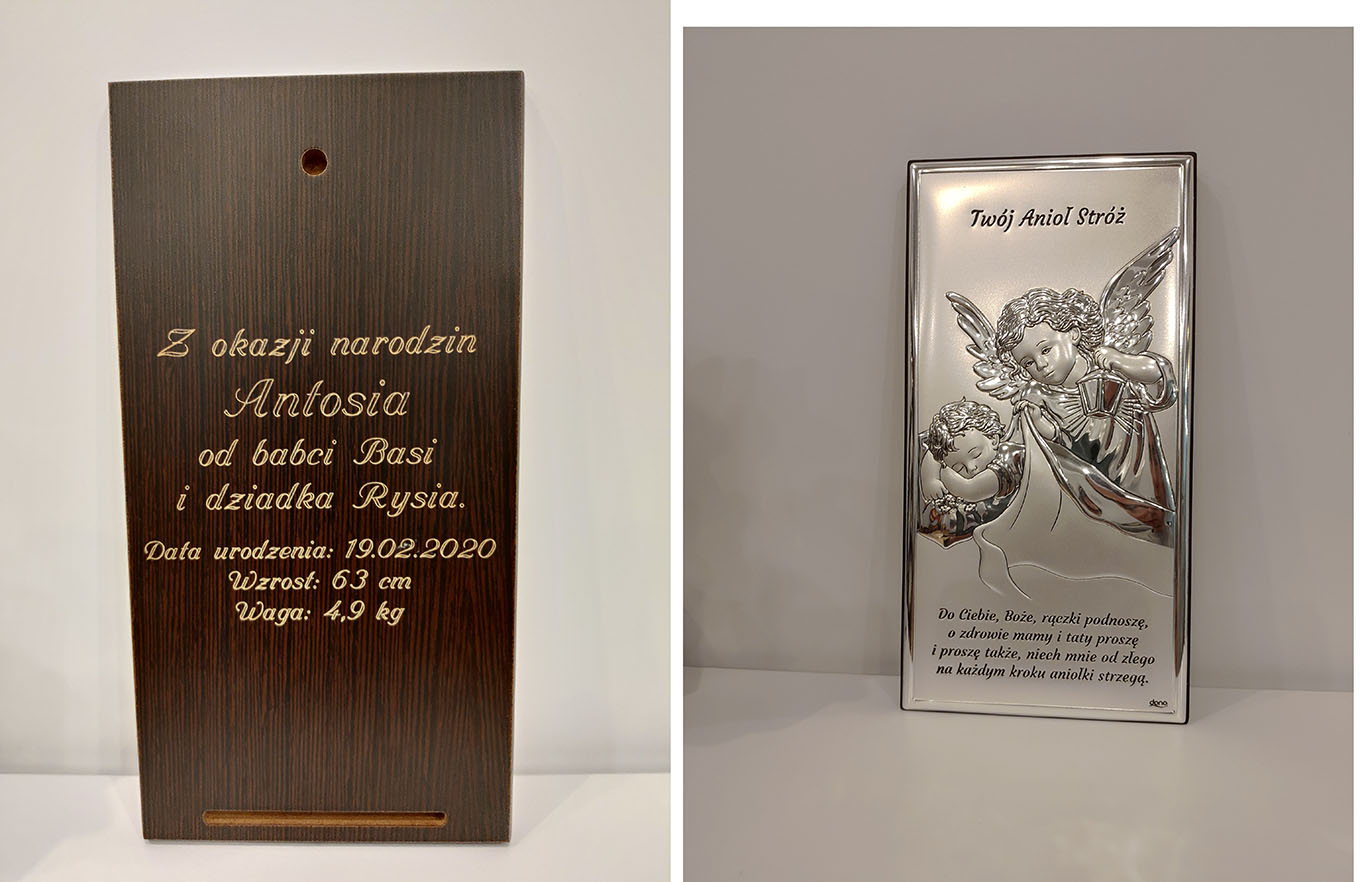 Z okazji narodzin
Antosia
od babci Basi
i dziadka Rysia.
Data urodzenia: 19.02.2020
Wzrost: 63 cm
Waga: 4,9 kg
Twój Anioł Stróż
Do Ciebie, Boże, rączki podnoszę,
o zdrowie mamy i taty proszę
i proszę także, niech mnie od złego
na każdym kroku aniołki strzegą.